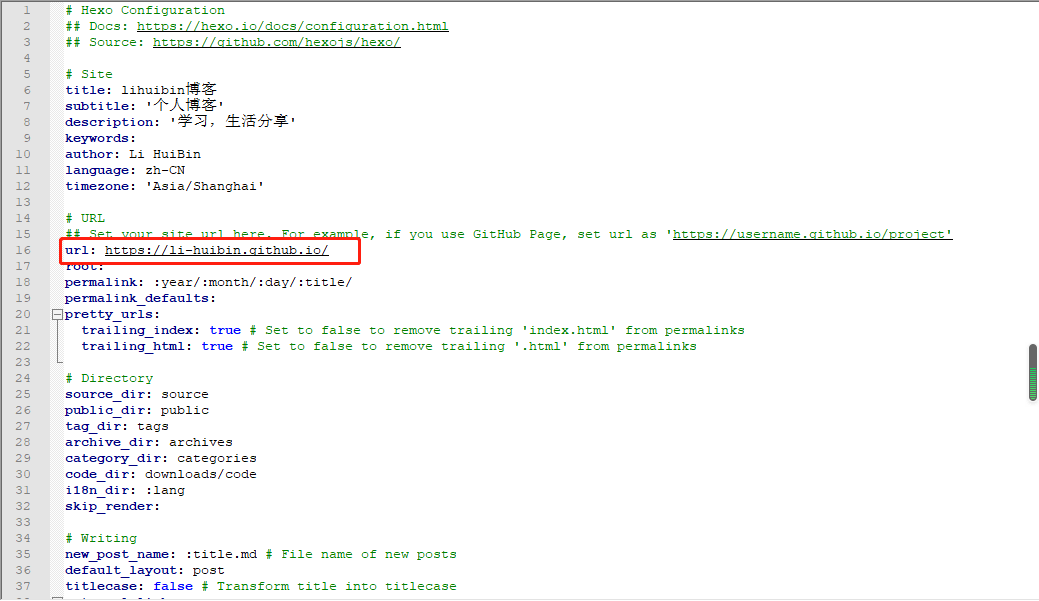 1 # Hexo Configuration
2 ## Docs: https://hexo.io/docs/configuration.html
3 ## Source: https://github.com/hexojs/hexo/
4
5 # Site
6 title: lihuibin博客
7 subtitle: '个人博客'
8 description: '学习，生活分享'
9 keywords:
10 author: Li HuiBin
11 language: zh-CN
12 timezone: 'Asia/Shanghai'
13
14 # URL
15 ## Set your site url here. For example, if you use GitHub Page, set url as 'https://username.github.io/project'
16 url: https://li-huibin.github.io/
17 root:
18 permalink: :year/:month/:day/:title/
19 permalink_defaults:
20 pretty_urls:
21 trailing_index: true # Set to false to remove trailing 'index.html' from permalinks
22 trailing_html: true # Set to false to remove trailing '.html' from permalinks
23
24 # Directory
25 source_dir: source
26 public_dir: public
27 tag_dir: tags
28 archive_dir: archives
29 category_dir: categories
30 code_dir: downloads/code
31 i18n_dir: :lang
32 skip_render:
33
34 # Writing
35 new_post_name: :title.md # File name of new posts
36 default_layout: post
37 titlecase: false # Transform title into titlecase